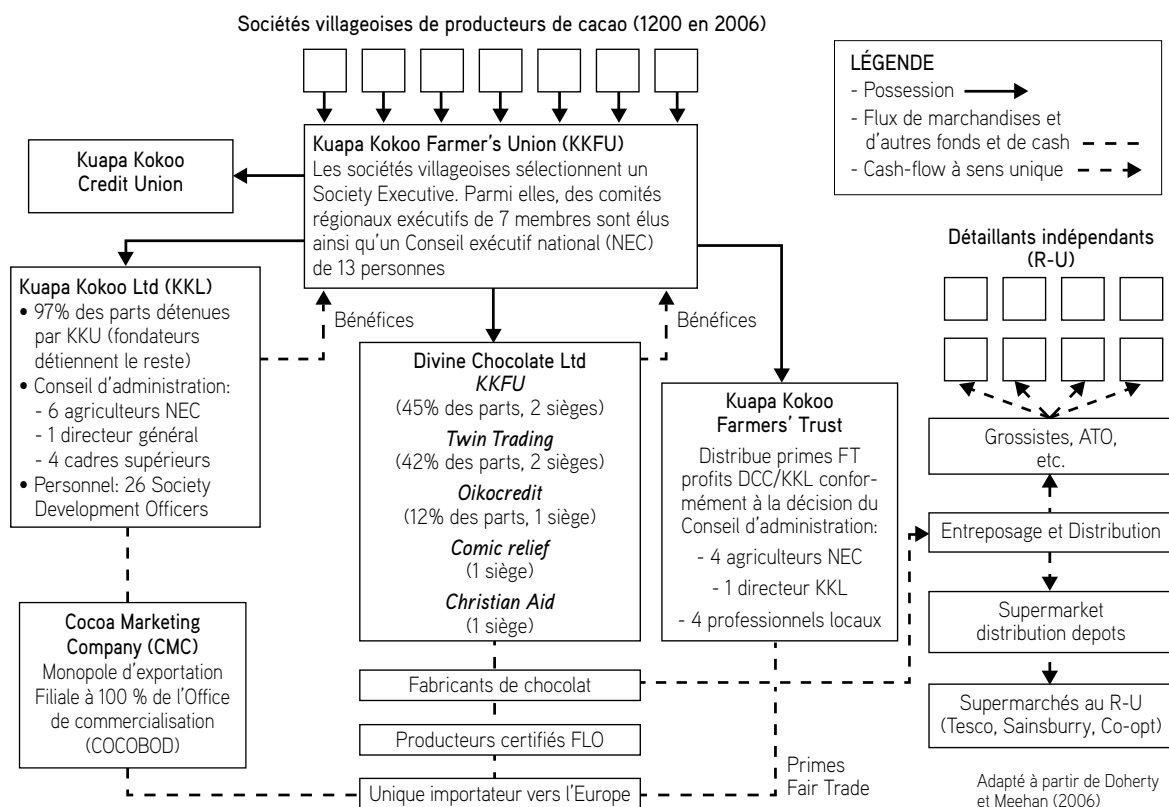 Sociétés villageoises de producteurs de cacao (1200 en 2006)
LÉGENDE
- Possession
- Flux de marchandises et
d'autres fonds et de cash
- Cash-flow à sens unique
Kuapa Kokoo
Credit Union
Kuapa Kokoo Farmer's Union (KKFU)
Les sociétés villageoises sélectionnent un
Society Executive. Parmi elles, des comités
régionaux exécutifs de 7 membres sont élus
ainsi qu'un Conseil exécutif national (NEC)
de 13 personnes
Kuapa Kokoo Ltd (KKL)
• 97% des parts détenues
par KKU (fondateurs
détiennent le reste)
• Conseil d'administration:
- 6 agriculteurs NEC
- 1 directeur général
- 4 cadres supérieurs
• Personnel: 26 Society
Development Officers
Bénéfices
Divine Chocolate Ltd
KKFU
(45% des parts, 2 sièges)
Twin Trading
(42% des parts, 2 sièges)
Oikocredit
(12% des parts, 1 siège)
Comic relief
(1 siège)
Christian Aid
(1 siège)
Bénéfices
Kuapa Kokoo
Farmers' Trust
Distribue primes FT
profits DCC/KKL confor-
mément à la décision du
Conseil d'administration:
- 4 agriculteurs NEC
- 1 directeur KKL
- 4 professionnels locaux
Détaillants indépendants
(R-U)
Grossistes, ATO,
etc.
Entreposage et Distribution
Supermarket
distribution depots
Supermarchés au R-U
(Tesco, Sainsburry, Co-opt)
Cocoa Marketing
Company (CMC)
Monopole d'exportation
Filiale à 100 % de l'Office
de commercialisation
(COCOBOD)
Fabricants de chocolat
Producteurs certifiés FLO
Unique importateur vers l'Europe
Primes
Fair Trade
Adapté à partir de Doherty
et Meehan (2006)